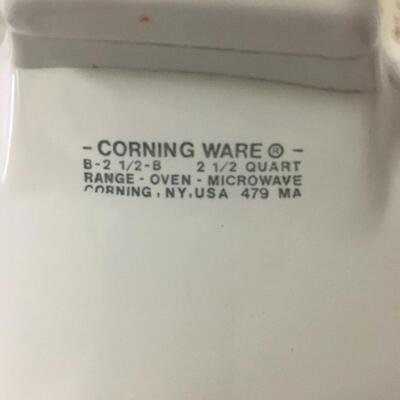 - CORNING WARE ® -
B-2 1/2-B 2 1/2 QUART
RANGE - OVEN - MICROWAVE
CORNING, NY, USA 479 MA